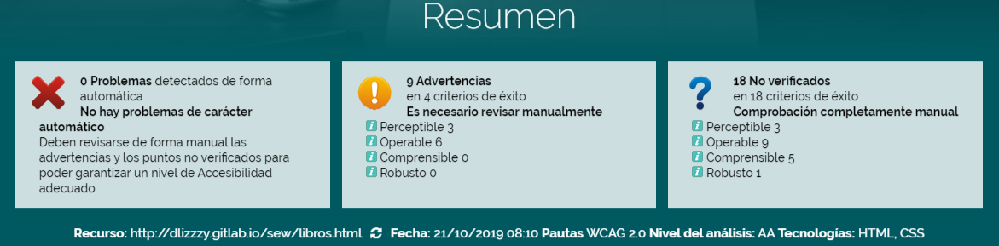 Resumen
0 Problemas detectados de forma
automática
No hay problemas de carácter
automático
Deben revisarse de forma manual las
advertencias y los puntos no verificados para
poder garantizar un nivel de Accesibilidad
adecuado
9 Advertencias
en 4 criterios de éxito
Es necesario revisar manualmente
Perceptible 3
Operable 6
Comprensible 0
Robusto 0
18 No verificados
en 18 criterios de éxito
Comprobación completamente manual
Perceptible 3
Operable 9
Comprensible 5
Robusto 1
Recurso: http://dlizzzy.gitlab.io/sew/libros.html Fecha: 21/10/2019 08:10 Pautas WCAG 2.0 Nivel del análisis: AA Tecnologías: HTML, CSS